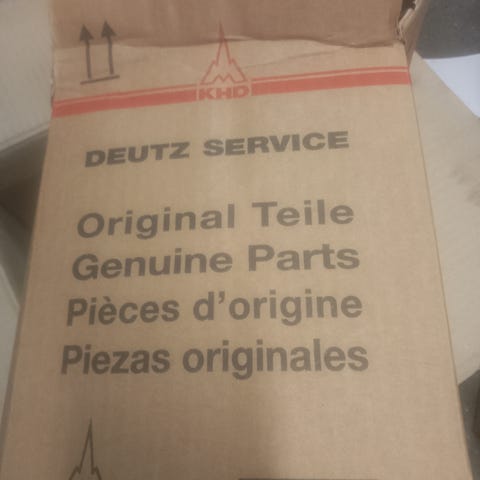 KHD
DEUTZ SERVICE
Original Teile
Genuine Parts
Pièces d'origine
Piezas originales